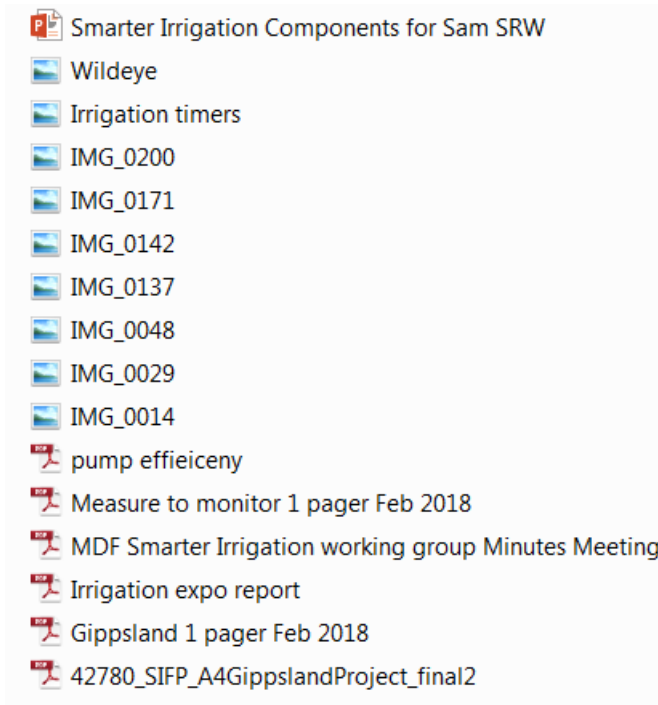 Smarter Irrigation Components for Sam SRW
Wildeye
Irrigation timers
IMG_0200
IMG_0171
IMG_0142
IMG_0137
IMG_0048
IMG_0029
IMG_0014
pump effieiceny
Measure to monitor 1 pager Feb 2018
MDF Smarter Irrigation working group Minutes Meeting
Irrigation expo report
Gippsland 1 pager Feb 2018
42780_SIFP_A4GippslandProject_final2